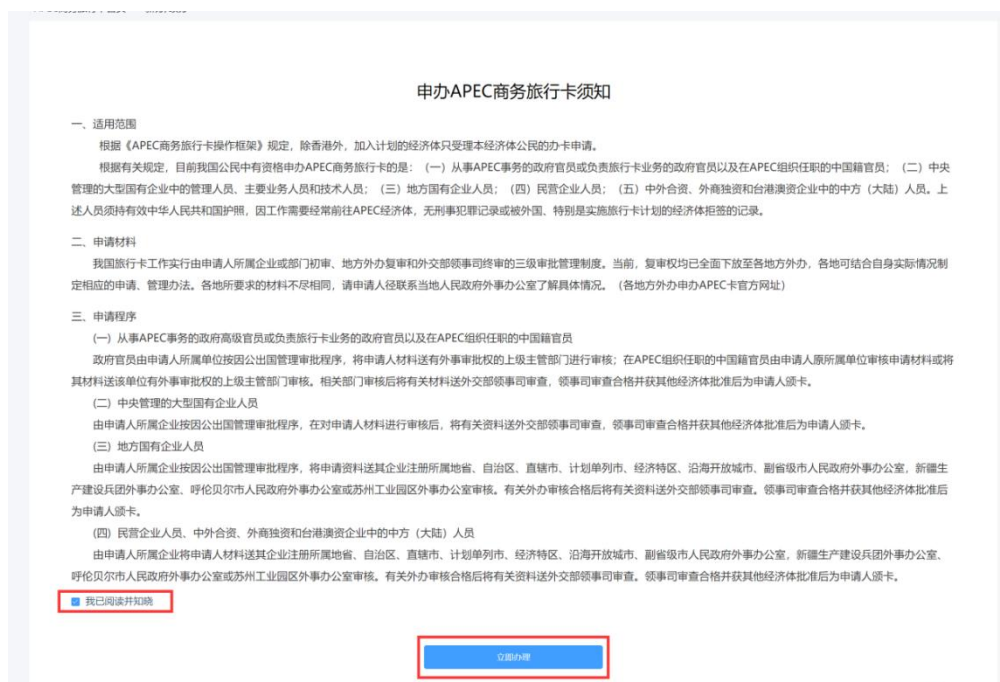 申办APEC商务旅行卡须知
一、适用范围
根据《APEC商务旅行卡操作框架》规定，除香港外，加入计划的经济体只受理本经济体公民的办卡申请。
根据有关规定，目前我国公民中有资格申办APEC商务旅行卡的是：（一）从事APEC事务的政府官员或负责旅行卡业务的政府官员以及在APEC组织任职的中国籍官员；（二）中央
管理的大型国有企业中的管理人员、主要业务人员和技术人员；（三）地方国有企业人员；（四）民营企业人员；（五）中外合资、外商独资和台港澳资企业中的中方（大陆）人员。上
述人员须持有效中华人民共和国护照，因工作需要经常前往APEC经济体，无刑事犯罪记录或被外国、特别是实施旅行卡计划的经济体拒签的记录。
二、申请材料
我国旅行卡工作实行由申请人所属企业或部门初审、地方外办复审和外交部领事司终审的三级审批管理制度。当前，复审权均已全面下放至各地方外办，各地可结合自身实际情况制
定相应的申请、管理办法。各地所要求的材料不尽相同，请申请人径联系当地人民政府外事办公室了解具体情况。（各地方外办申办APEC卡官方网址）
三、申请程序
(一）从事APEC事务的政府高级官员或负责旅行卡业务的政府官员以及在APEC组织任职的中国籍官员
政府官员由申请人所属单位按因公出国管理审批程序，将申请人材料送有外事审批权的上级主管部门进行审核；在APEC组织任职的中国籍官员由申请人原所属单位审核申请材料或将
其材料送该单位有外事审批权的上级主管部门审核。相关部门审核后将有关材料送外交部领事司审查，领事司审查合格并获其他经济体批准后为申请人颁卡。
(二）中央管理的大型国有企业人员
由申请人所属企业按因公出国管理审批程序，在对申请人材料进行审核后，将有关资料送外交部领事司审查，领事司审查合格并获其他经济体批准后为申请人颁卡。
(三）地方国有企业人员
由申请人所属企业按因公出国管理审批程序，将申请资料送其企业注册所属地省、自治区、直辖市、计划单列市、经济特区、沿海开放城市、副省级市人民政府外事办公室，新疆生
产建设兵团外事办公室、呼伦贝尔市人民政府外事办公室或苏州工业园区外事办公室审核。有关外办审核合格后将有关资料送外交部领事司审查。领事司审查合格并获其他经济体批准后
为申请人颁卡。
(四）民营企业人员、中外合资、外商独资和台港澳资企业中的中方（大陆）人员
由申请人所属企业将申请人材料送其企业注册所属地省、自治区、直辖市、计划单列市、经济特区、沿海开放城市、副省级市人民政府外事办公室，新疆生产建设兵团外事办公室、
呼伦贝尔市人民政府外事办公室或苏州工业园区外事办公室审核。有关外办审核合格后将有关资料送外交部领事司审查。领事司审查合格并获其他经济体批准后为申请人颁卡。
我已阅读并知晓
立即办理